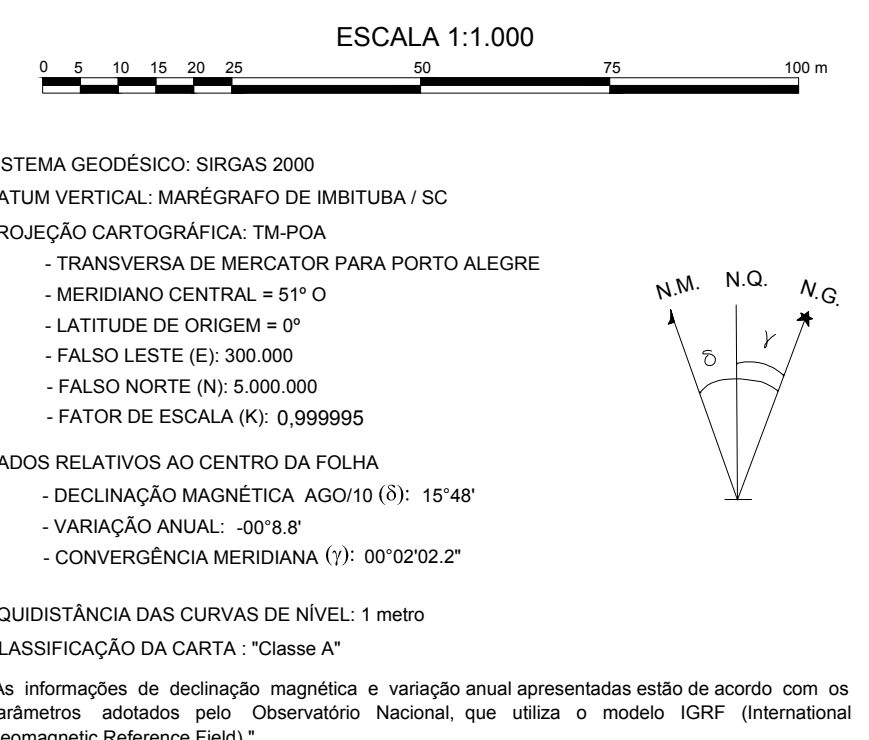 ESCALA 1:1.000
0 5 10 15 20 25 50 75 100 m
ISTEMA GEODÉSICO: SIRGAS 2000
ATUM VERTICAL: MARÉGRAFO DE IMBITUBA / SC
ROJEÇÃO CARTOGRÁFICA: TM-POA
- TRANSVERSA DE MERCATOR PARA PORTO ALEGRE
- MERIDIANO CENTRAL = 51º O
- LATITUDE DE ORIGEM = 0º
- FALSO LESTE (E): 300.000
- FALSO NORTE (N): 5.000.000
- FATOR DE ESCALA (K): 0,999995
N.M. N.Q. N.G.
δ γ
ADOS RELATIVOS AO CENTRO DA FOLHA
- DECLINAÇÃO MAGNÉTICA AGO/10 (δ): 15°48'
- VARIAÇÃO ANUAL: -00°8.8'
- CONVERGÊNCIA MERIDIANA (γ): 00°02'02.2"
QUIDISTÂNCIA DAS CURVAS DE NÍVEL: 1 metro
LASSIFICAÇÃO DA CARTA : "Classe A"
As informações de declinação magnética e variação anual apresentadas estão de acordo com os
arâmetros adotados pelo Observatório Nacional, que utiliza o modelo IGRF (International
eomagnetic Reference Field)."